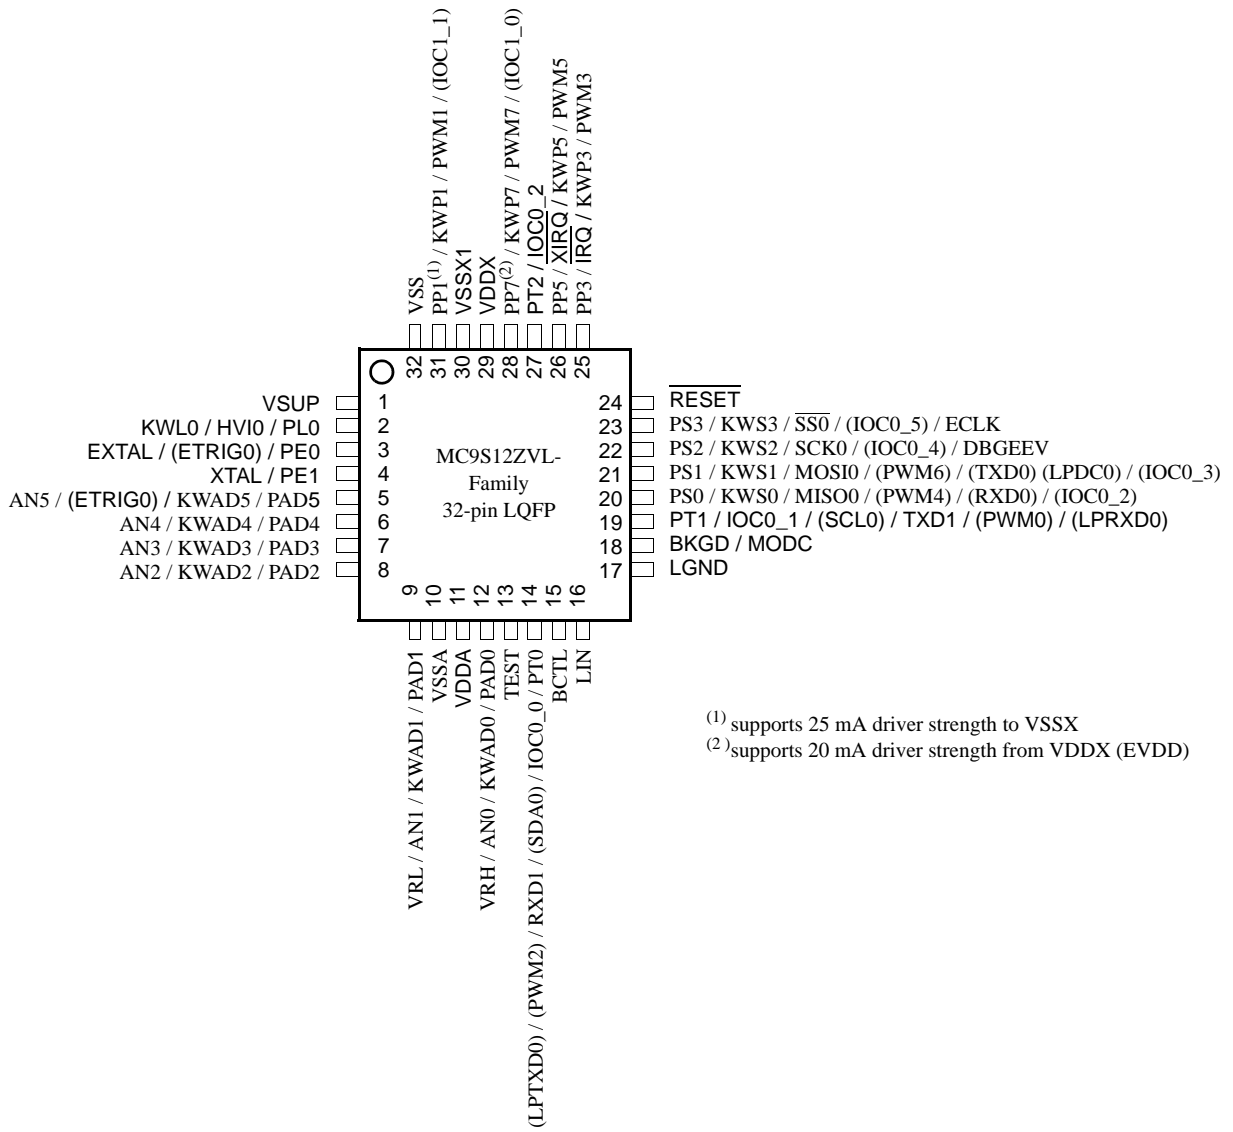 VSS
PP1(1) / KWP1 / PWM1 / (IOC1_1)
VSSX1
VDDX
PP7(2) / KWP7 / PWM7 / (IOC1_0)
PT2 / IOC0_2
PP5 / XIRQ / KWP5 / PWM5
PP3 / IRQ / KWP3 / PWM3
32
31
30
29
28
27
26
25
VSUP
KWL0 / HVI0 / PL0
EXTAL / (ETRIG0) / PE0
XTAL / PE1
AN5 / (ETRIG0) / KWAD5 / PAD5
AN4 / KWAD4 / PAD4
AN3 / KWAD3 / PAD3
AN2 / KWAD2 / PAD2
1
2
3
4
5
6
7
8
MC9S12ZVL-
Family
32-pin LQFP
24
23
22
21
20
19
18
17
RESET
PS3 / KWS3 / SS0 / (IOC0_5) / ECLK
PS2 / KWS2 / SCK0 / (IOC0_4) / DBGEEV
PS1 / KWS1 / MOSI0 / (PWM6) / (TXD0) (LPDC0) / (IOC0_3)
PS0 / KWS0 / MISO0 / (PWM4) / (RXD0) / (IOC0_2)
PT1 / IOC0_1 / (SCL0) / TXD1 / (PWM0) / (LPRXD0)
BKGD / MODC
LGND
9
10
11
12
13
14
15
16
VRL / AN1 / KWAD1 / PAD1
VSSA
VDDA
VRH / AN0 / KWAD0 / PAD0
TEST
(LPTXD0) / (PWM2) / RXD1 / (SDA0) / IOC0_0 / PT0
BCTL
LIN
(1) supports 25 mA driver strength to VSSX
(2 )supports 20 mA driver strength from VDDX (EVDD)